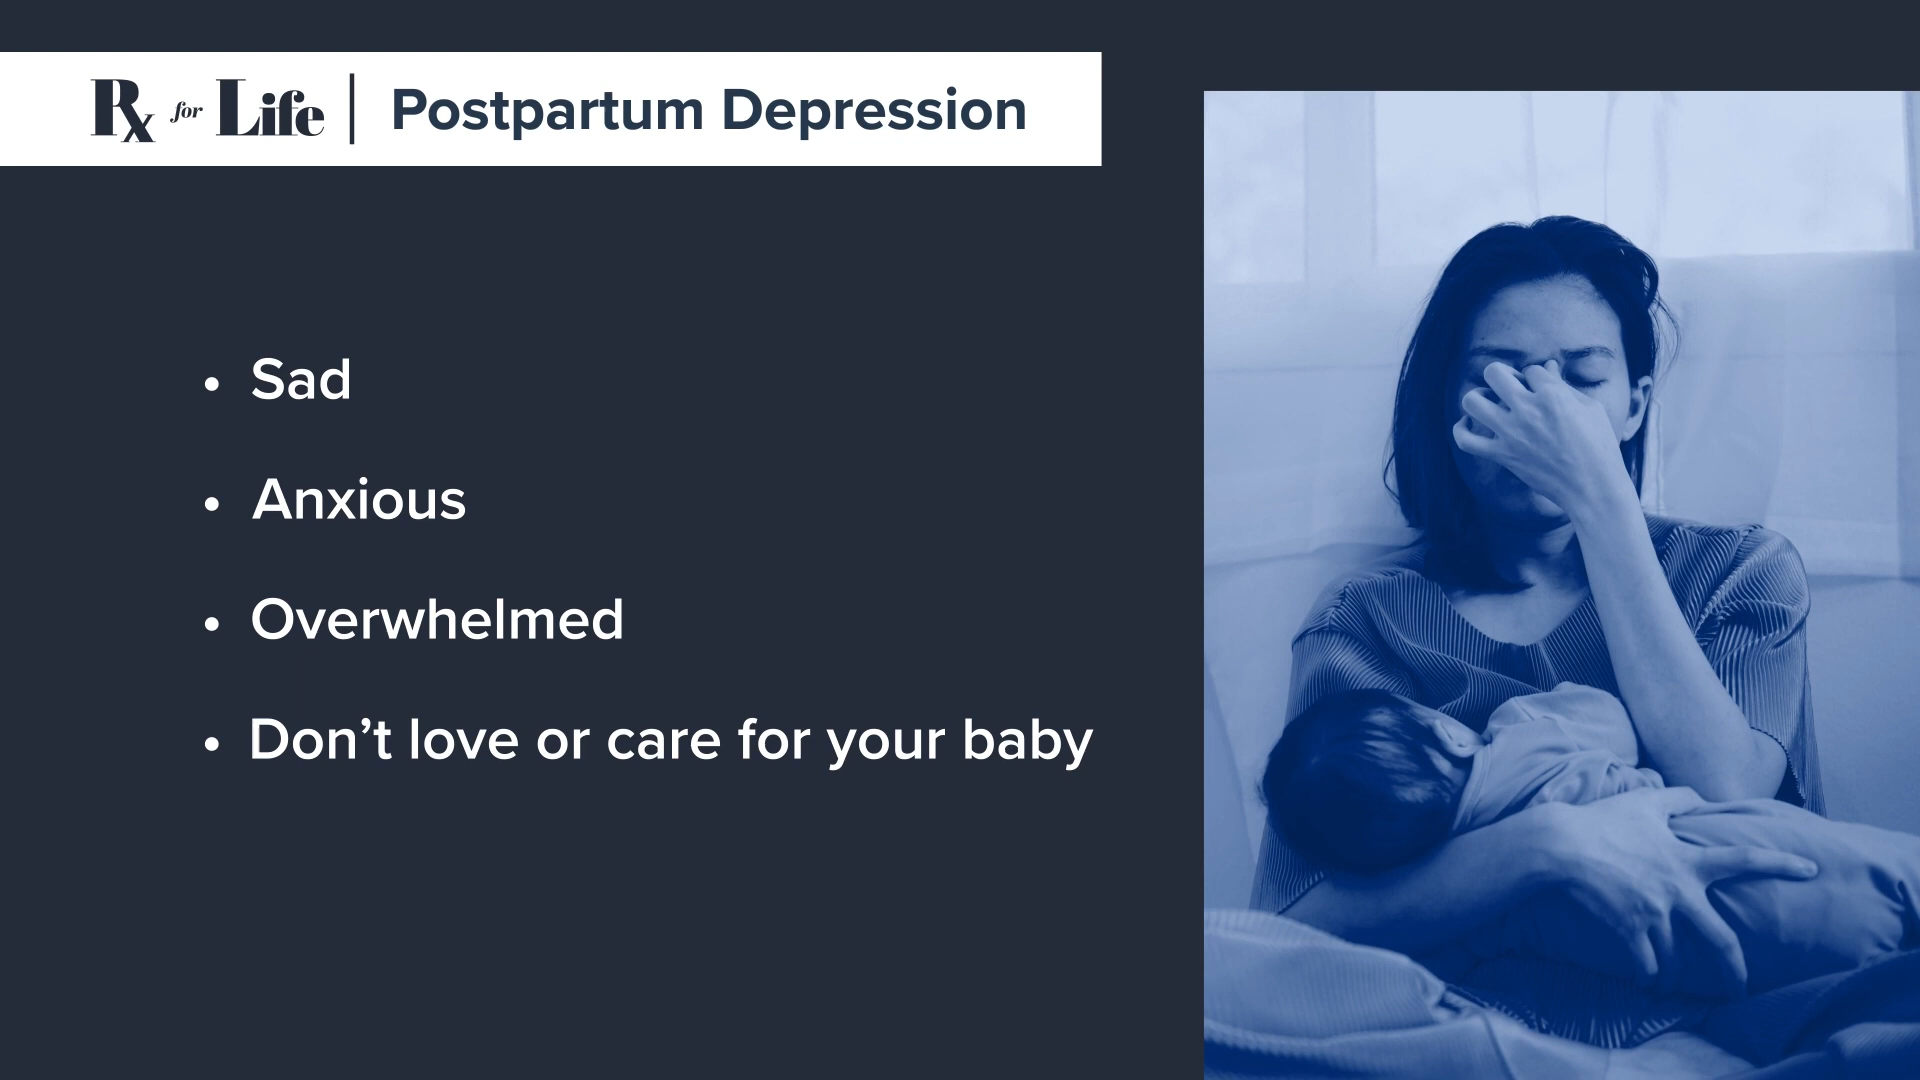 Rx for Life | Postpartum Depression
• Sad
• Anxious
• Overwhelmed
• Don’t love or care for your baby